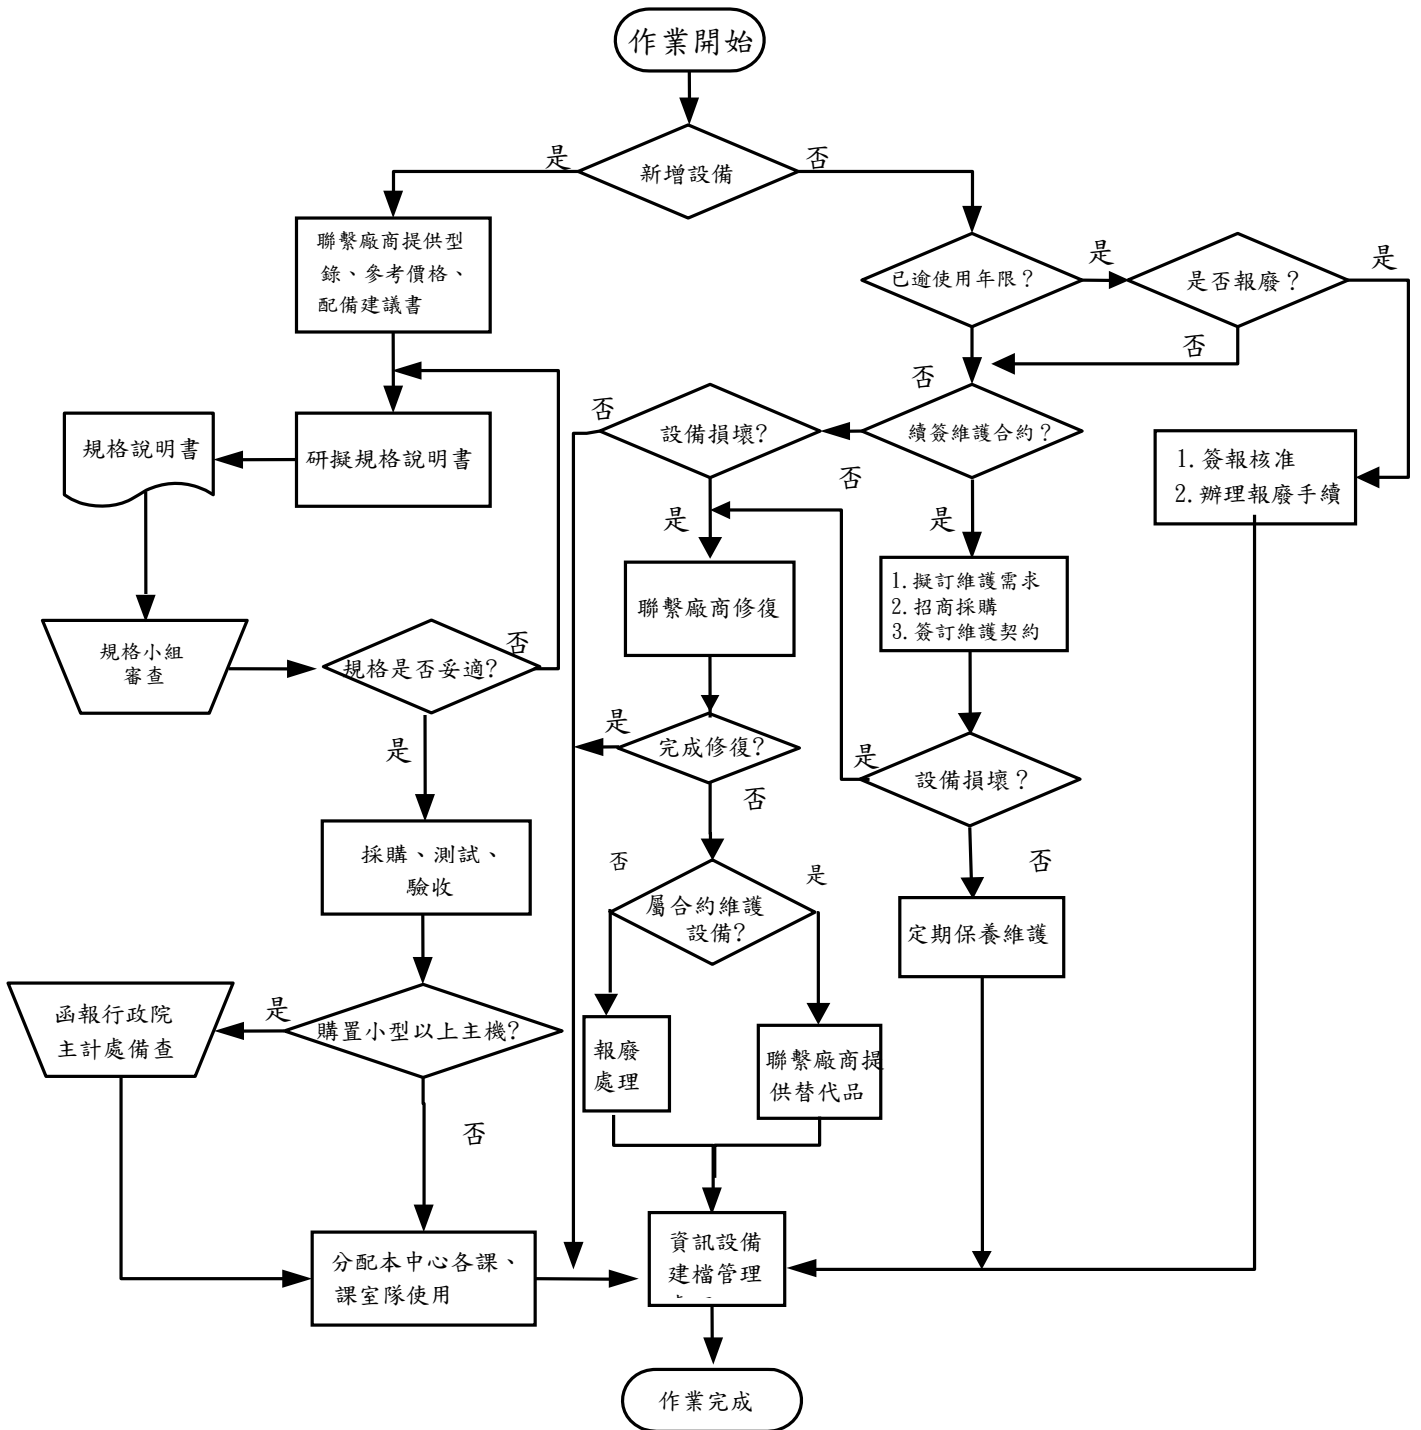 作業開始
是
新增設備
否
聯繫廠商提供型
錄、參考價格、
配備建議書
已逾使用年限？
是
是否報廢？
是
否
否
否
設備損壞?
續簽維護合約？
規格說明書
研擬規格說明書
1.簽報核准
2.辦理報廢手續
是
否
是
聯繫廠商修復
1.擬訂維護需求
2.招商採購
3.簽訂維護契約
規格小組
審查
規格是否妥適?
否
是
是
完成修復?
是
設備損壞？
否
採購、測試、
驗收
否
是
否
屬合約維護
設備?
定期保養維護
函報行政院
主計處備查
是
購置小型以上主機?
報廢
處理
聯繫廠商提
供替代品
否
分配本中心各課、
課室隊使用
資訊設備
建檔管理
作業完成